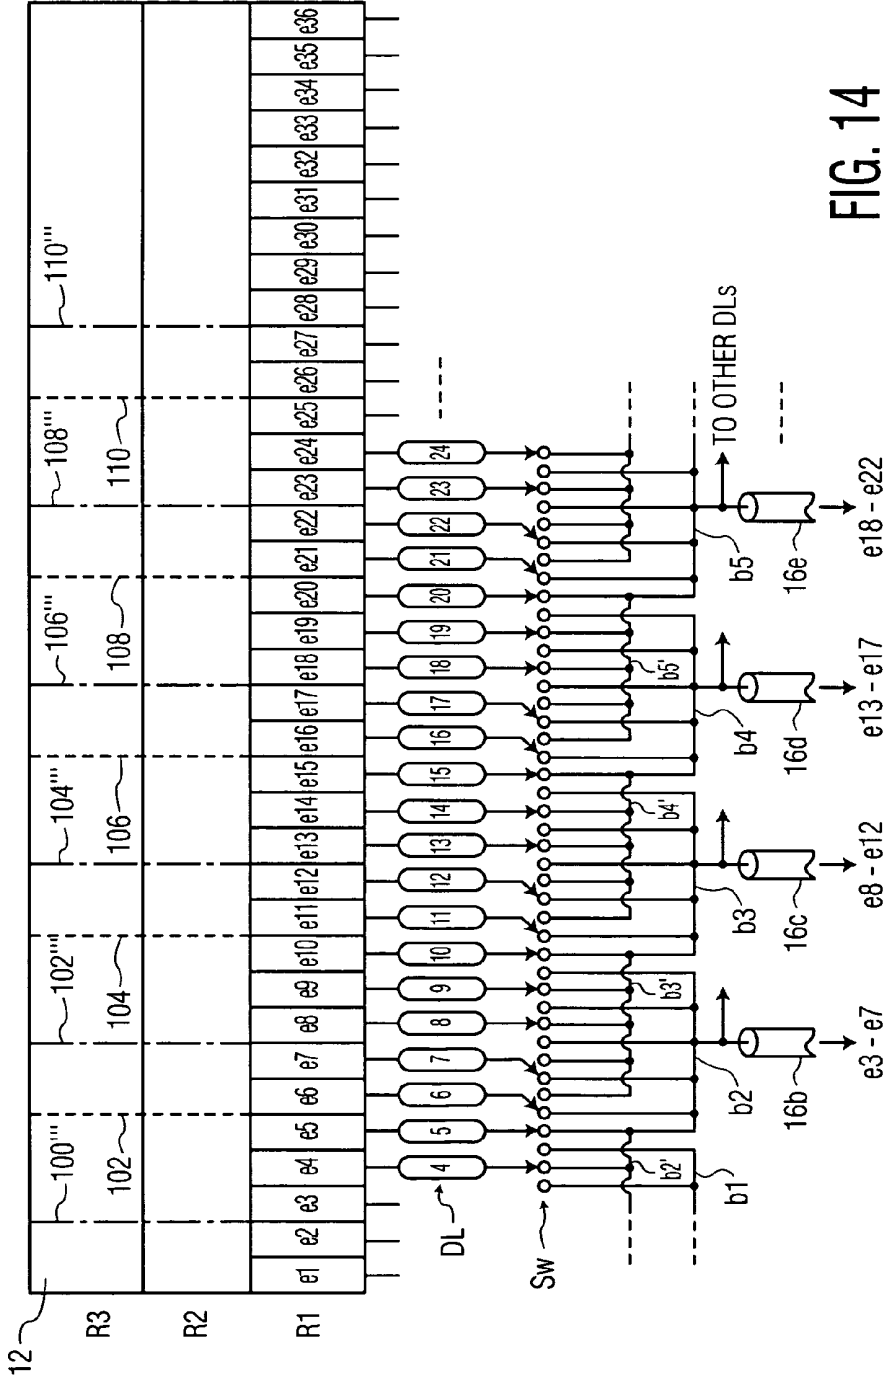 12
R3
R2
R1
100'''
102'''
104'''
106'''
108'''
110'''
102
104
106
108
110
e1 e2 e3 e4 e5 e6 e7 e8 e9 e10 e11 e12 e13 e14 e15 e16 e17 e18 e19 e20 e21 e22 e23 e24 e25 e26 e27 e28 e29 e30 e31 e32 e33 e34 e35 e36
DL
4 5 6 7 8 9 10 11 12 13 14 15 16 17 18 19 20 21 22 23 24
Sw
b2' b3' b4' b5'
b1 b2 b3 b4 b5
TO OTHER DLs
16b 16c 16d 16e
e3 - e7
e8 - e12
e13 - e17
e18 - e22
FIG. 14